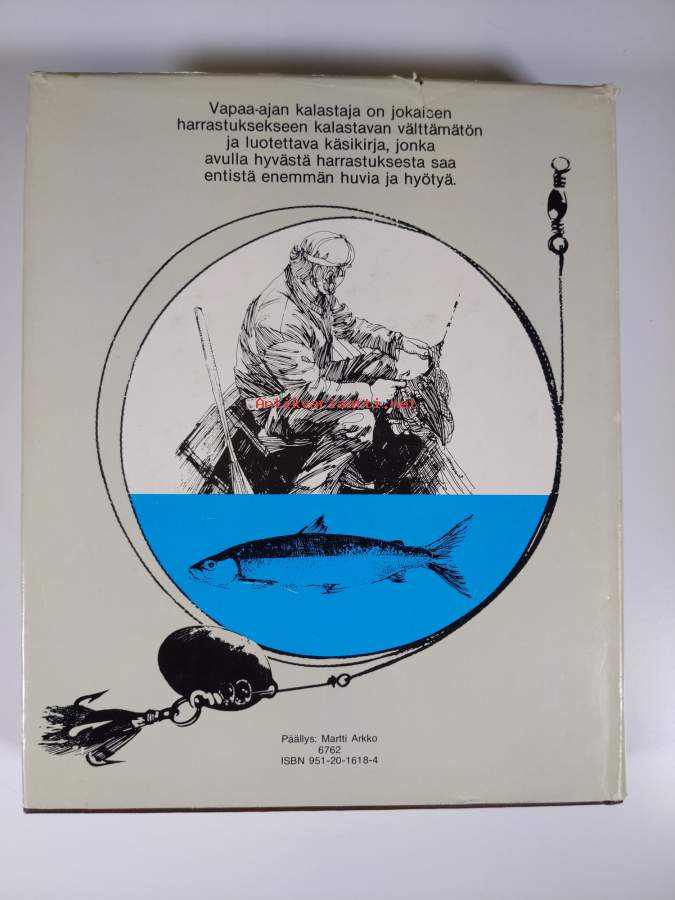 Vapaa-ajan kalastaja on jokaisen
harrastuksekseen kalastavan välttämätön
ja luotettava käsikirja, jonka
avulla hyvästä harrastuksesta saa
entistä enemmän huvia ja hyötyä.
Antikvariaatti.net
Päällys: Martti Arkko
6762
ISBN 951-20-1618-4